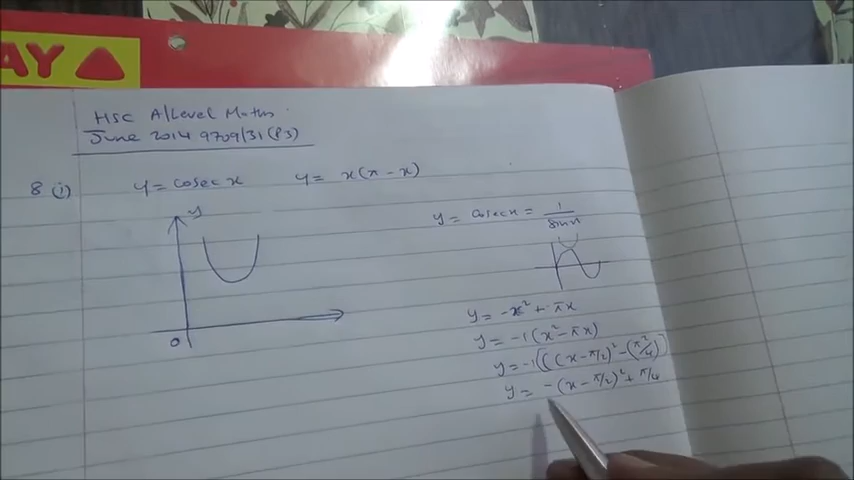 AY
HSC A/Level Maths
June 2014 9709/31 (P3)
8 (i) y = cosec x y = x(π - x)
y
y = cosec x = 1/sin x
0
y = -x² + πx
y = -1(x² - πx)
y = -1(((x - π/2)² - (π²/4))
y = -(x - π/2)² + π/4